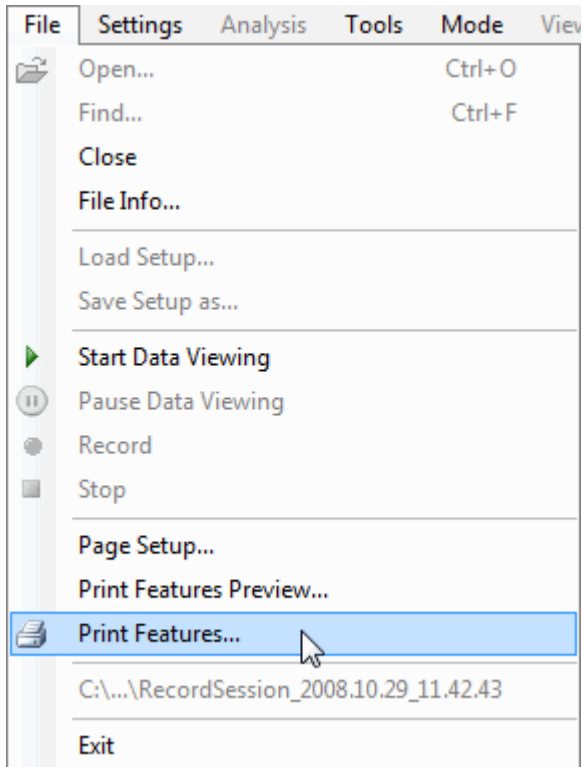 File Settings Analysis Tools Mode View
Open... Ctrl+O
Find... Ctrl+F
Close
File Info...
Load Setup...
Save Setup as...
Start Data Viewing
Pause Data Viewing
Record
Stop
Page Setup...
Print Features Preview...
Print Features...
C:\...\RecordSession_2008.10.29_11.42.43
Exit